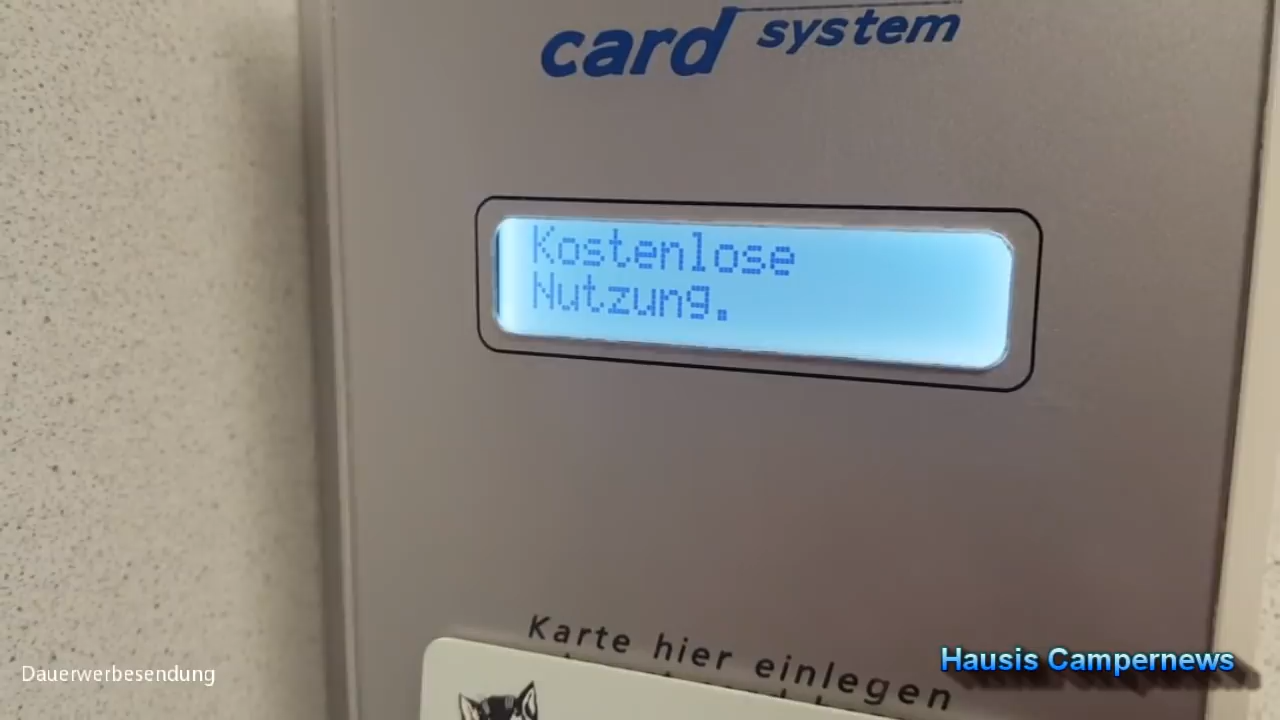 card system
Kostenlose
Nutzung.
Karte hier einlegen
Dauerwerbesendung
Hausis Campernews